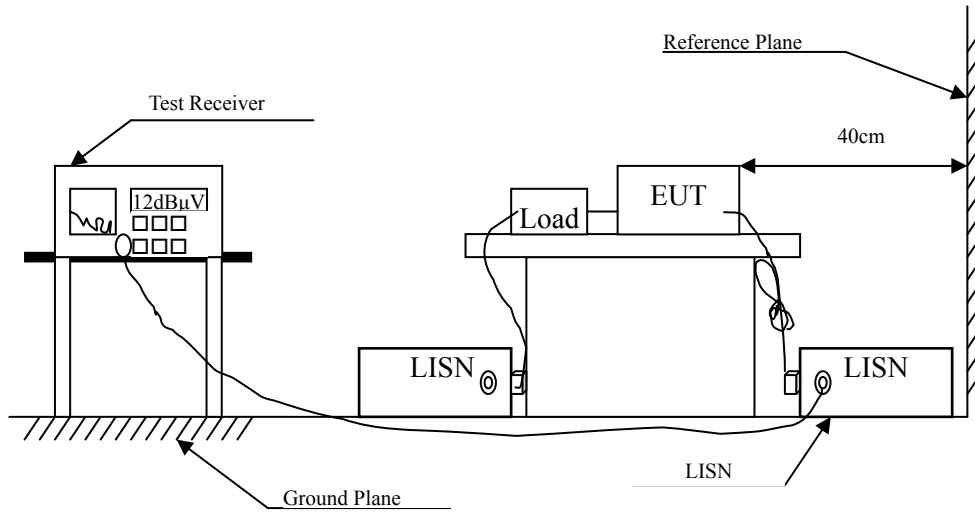 Reference Plane
Test Receiver
40cm
12dBµV
Load
EUT
LISN
LISN
LISN
Ground Plane